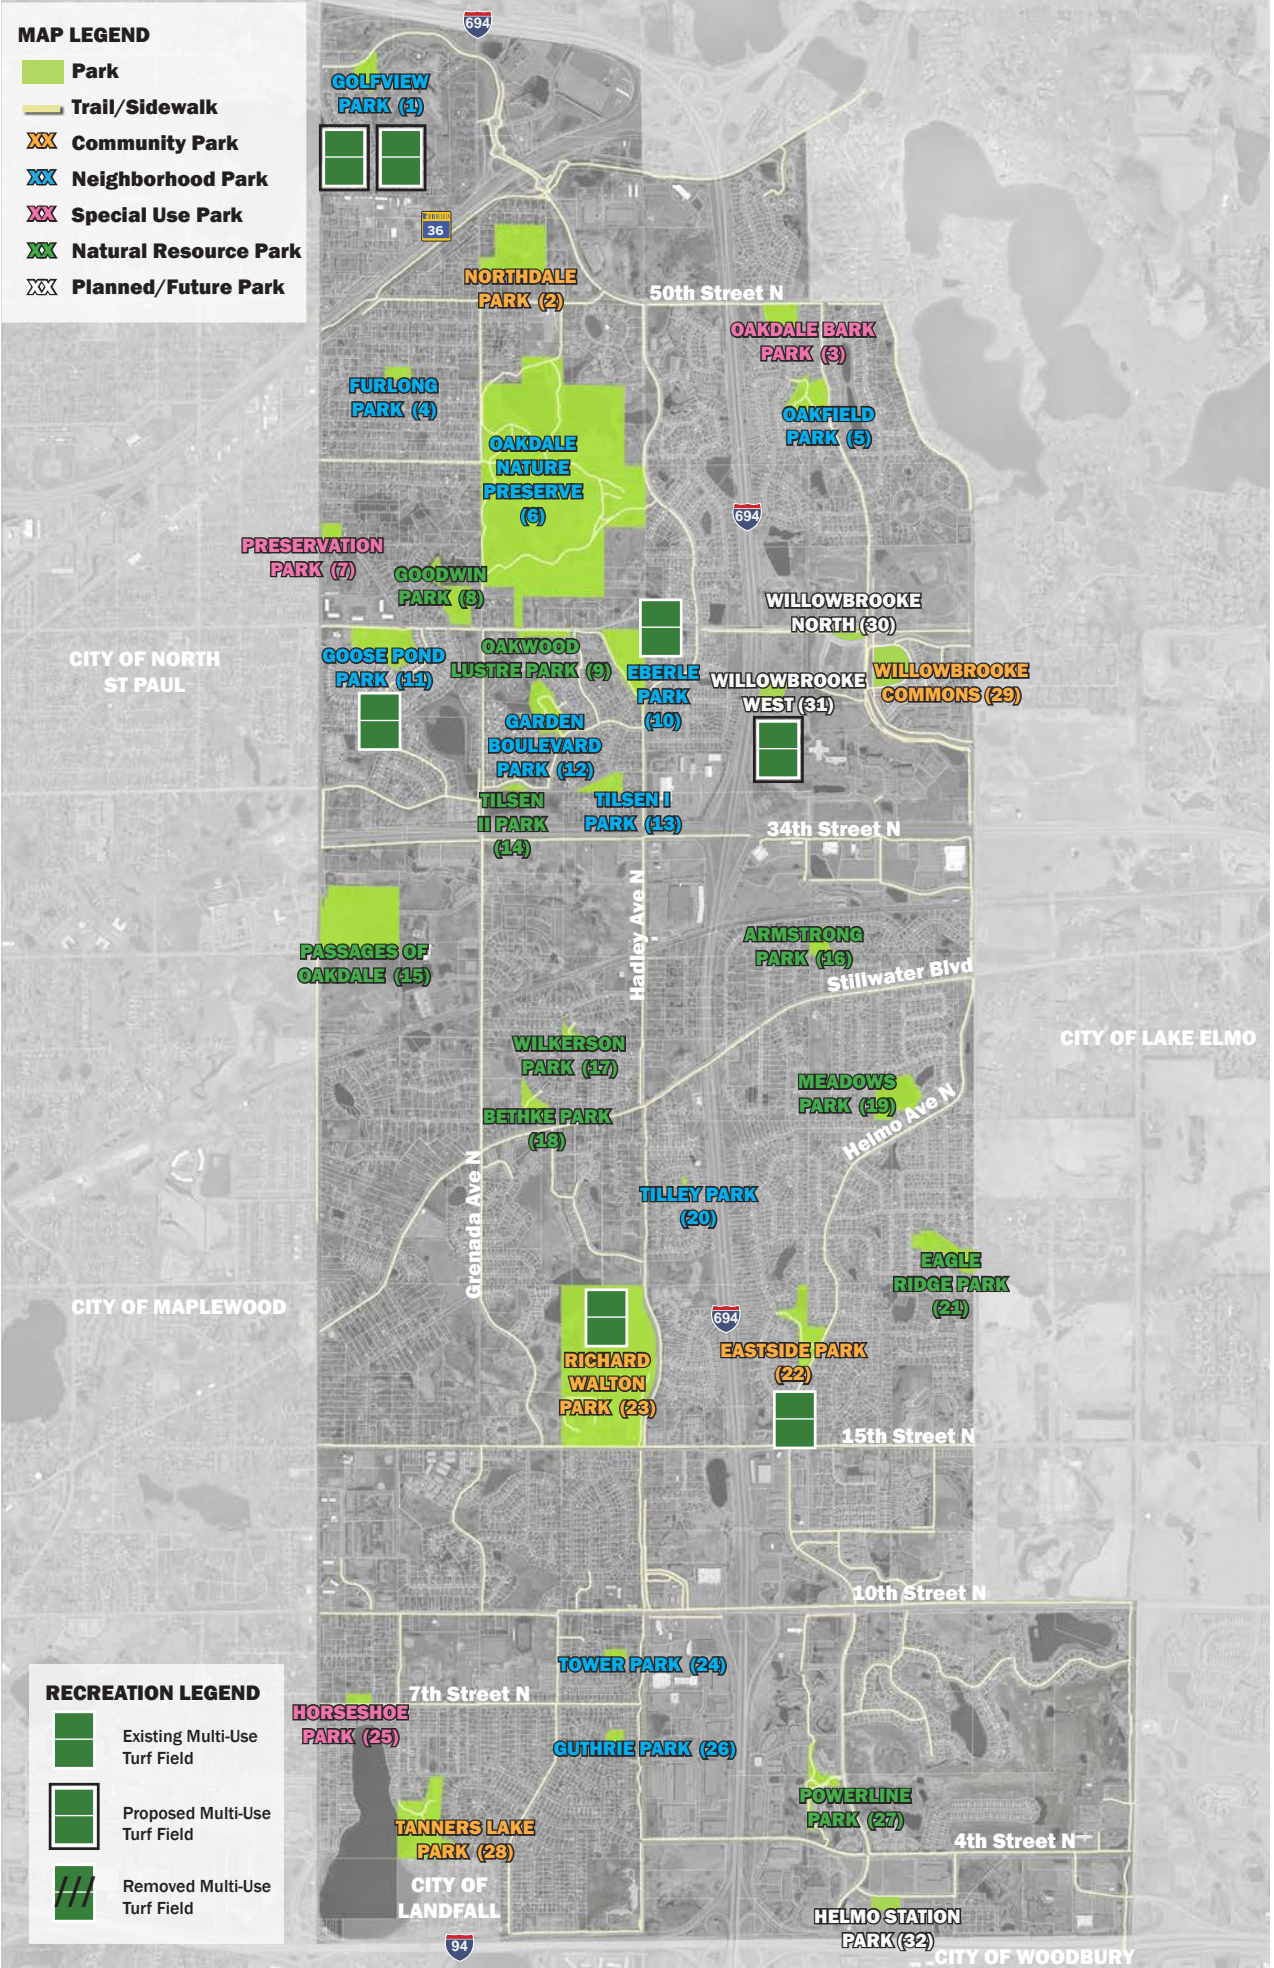 MAP LEGEND
Park
Trail/Sidewalk
XX Community Park
XX Neighborhood Park
XX Special Use Park
XX Natural Resource Park
XX Planned/Future Park
694
GOLFVIEW
PARK (1)
36
NORTHDALE
PARK (2)
50th Street N
OAKDALE BARK
PARK (3)
FURLONG
PARK (4)
OAKFIELD
PARK (5)
OAKDALE
NATURE
PRESERVE
(6)
694
PRESERVATION
PARK (7)
GOODWIN
PARK (8)
WILLOWBROOKE
NORTH (30)
CITY OF NORTH
ST PAUL
GOOSE POND
PARK (11)
OAKWOOD
LUSTRE PARK (9)
EBERLE
PARK
(10)
WILLOWBROOKE
WEST (31)
WILLOWBROOKE
COMMONS (29)
GARDEN
BOULEVARD
PARK (12)
TILSEN
II PARK
(14)
TILSEN I
PARK (13)
34th Street N
Hadley Ave N
PASSAGES OF
OAKDALE (15)
ARMSTRONG
PARK (16)
Stillwater Blvd
WILKERSON
PARK (17)
CITY OF LAKE ELMO
MEADOWS
PARK (19)
Helmo Ave N
BETHKE PARK
(18)
Grenada Ave N
TILLEY PARK
(20)
EAGLE
RIDGE PARK
(21)
CITY OF MAPLEWOOD
694
RICHARD
WALTON
PARK (23)
EASTSIDE PARK
(22)
15th Street N
10th Street N
TOWER PARK (24)
7th Street N
HORSESHOE
PARK (25)
GUTHRIE PARK (26)
POWERLINE
PARK (27)
TANNERS LAKE
PARK (28)
4th Street N
CITY OF
LANDFALL
HELMO STATION
PARK (32)
94
CITY OF WOODBURY
RECREATION LEGEND
Existing Multi-Use
Turf Field
Proposed Multi-Use
Turf Field
Removed Multi-Use
Turf Field